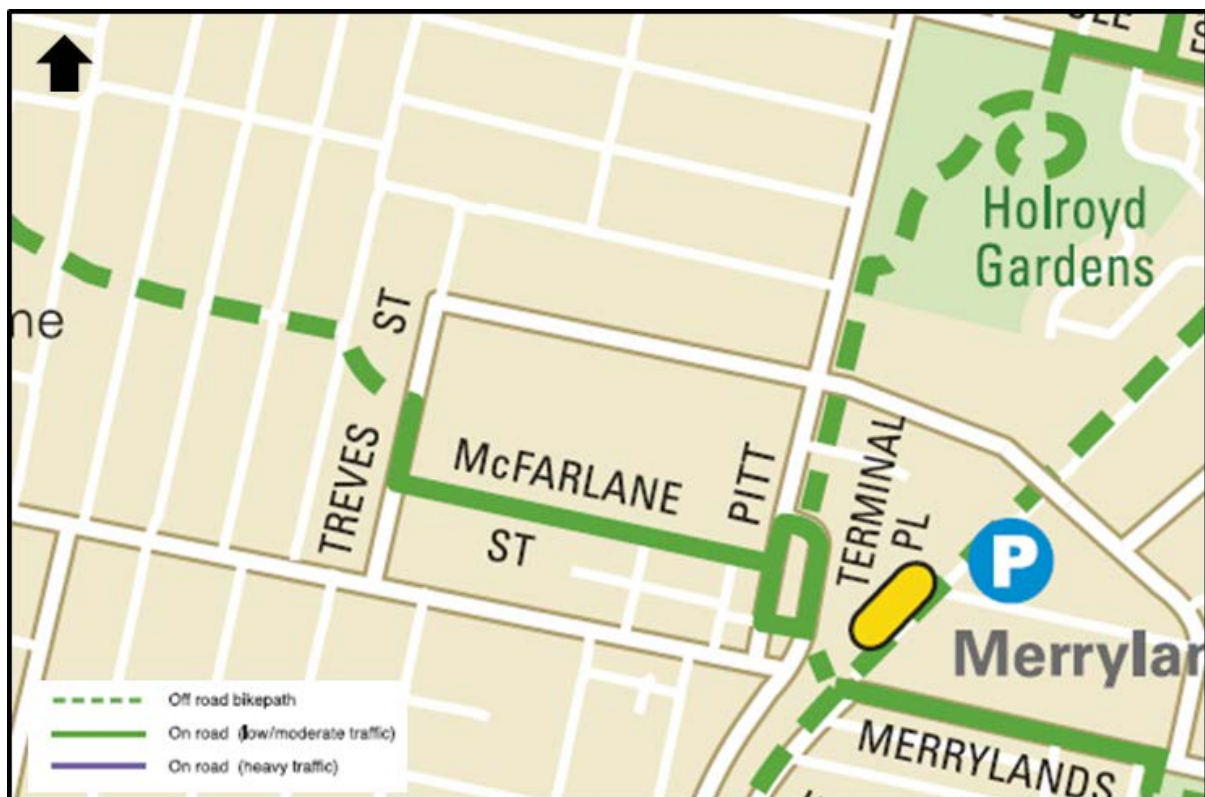 Holroyd
Gardens
ne
TREVES ST
McFARLANE
ST
PITT
TERMINAL
PL
P
Merrylan
MERRYLANDS
Off road bikepath
On road (low/moderate traffic)
On road (heavy traffic)